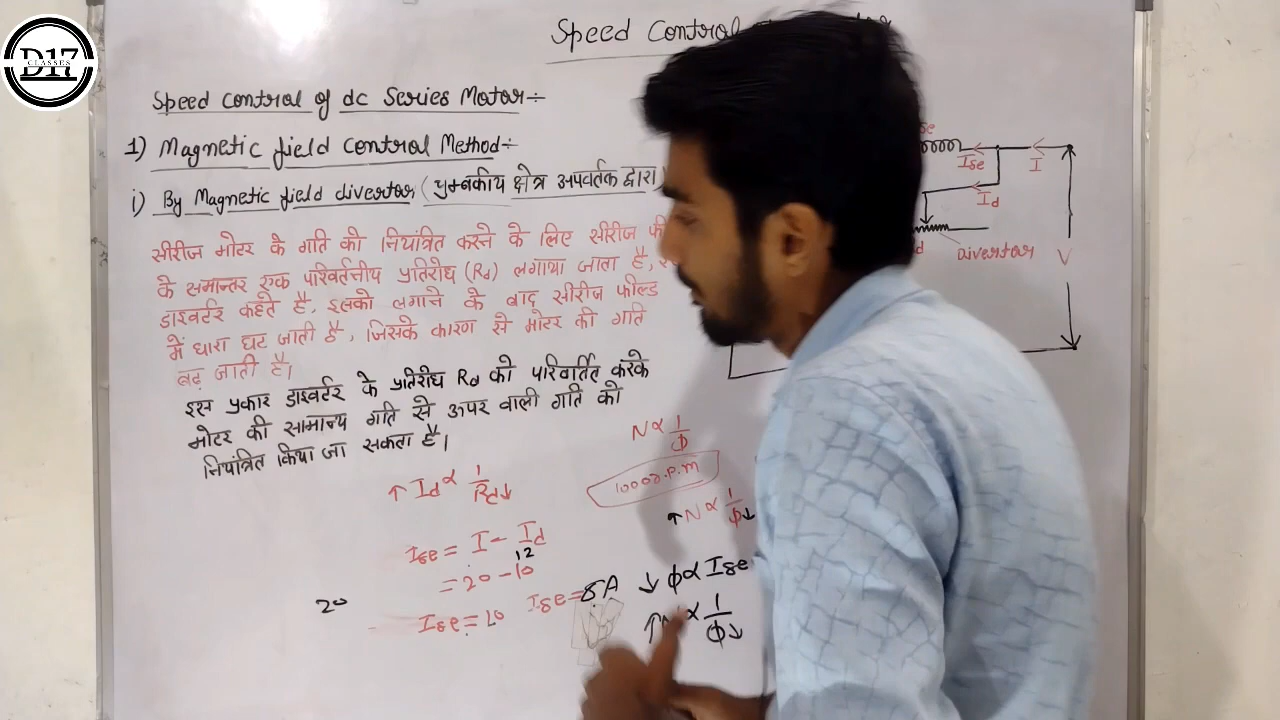 D17
CLASSES
Speed Control
Speed Control of dc Series Motor÷
1) Magnetic field Control Method÷
i) By Magnetic field divertor (चुम्बकीय क्षेत्र अपवर्तक द्वारा)
सीरीज मोटर के गति को नियंत्रित करने के लिए सीरीज
के समान्तर एक परिवर्तनीय प्रतिरोध (Rd) लगाया जाता है,
डाइवर्टर कहते है, इसको लगाने के बाद सीरीज फील्ड
में धारा घट जाती है, जिसके कारण से मोटर की गति
बढ़ जाती है।
इस प्रकार डाइवर्टर के प्रतिरोध Rd को परिवर्तित करके
मोटर की सामान्य गति से ऊपर वाली गति को
नियंत्रित किया जा सकता है।
↑ Id ∝ 1/Rd↓
Ise = I - Id
12
= 20 - 10
Ise = 10
Ise = 8A
20
N ∝ 1/ϕ
1000r.p.m
↑N ∝ 1/ϕ↓
↓ ϕ ∝ Ise
∝ 1/ϕ↓
Ise
I
Id
Divertor
V